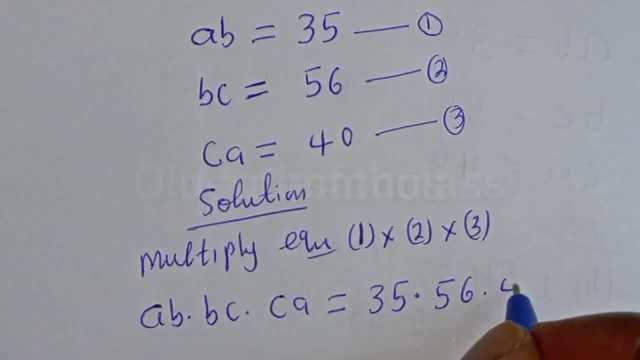 ab = 35 — ①
bc = 56 — ②
ca = 40 — ③
Solution
Multiply eqn (1) × (2) × (3)
ab · bc · ca = 35 · 56 · 4